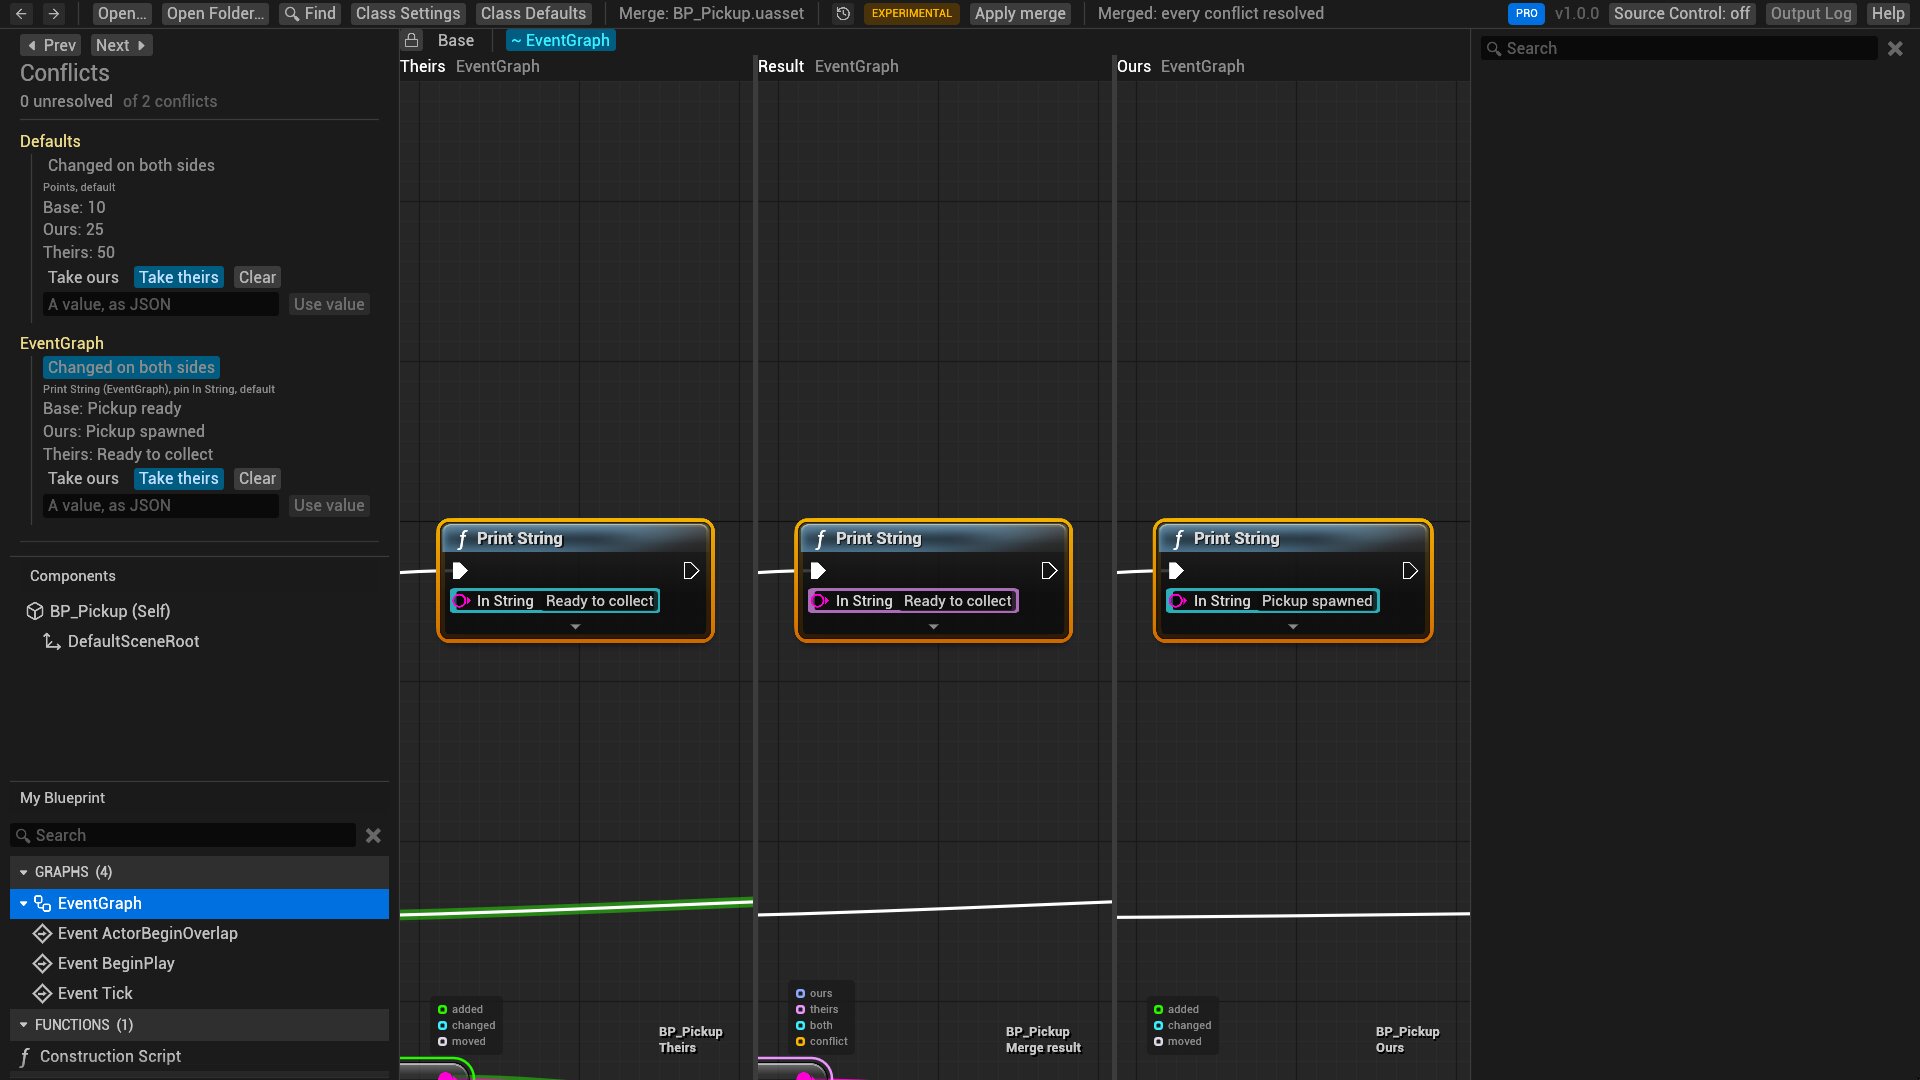 Open... Open Folder... Find Class Settings Class Defaults Merge: BP_Pickup.uasset EXPERIMENTAL Apply merge Merged: every conflict resolved PRO v1.0.0 Source Control: off Output Log Help
Prev Next
Conflicts
0 unresolved of 2 conflicts
Defaults
Changed on both sides
Points, default
Base: 10
Ours: 25
Theirs: 50
Take ours Take theirs Clear
A value, as JSON Use value
EventGraph
Changed on both sides
Print String (EventGraph), pin In String, default
Base: Pickup ready
Ours: Pickup spawned
Theirs: Ready to collect
Take ours Take theirs Clear
A value, as JSON Use value
Components
BP_Pickup (Self)
DefaultSceneRoot
My Blueprint
Search
GRAPHS (4)
EventGraph
Event ActorBeginOverlap
Event BeginPlay
Event Tick
FUNCTIONS (1)
Construction Script
Base ~ EventGraph
Theirs EventGraph
Print String
In String Ready to collect
added
changed
moved
BP_Pickup
Theirs
Result EventGraph
Print String
In String Ready to collect
ours
theirs
both
conflict
BP_Pickup
Merge result
Ours EventGraph
Print String
In String Pickup spawned
added
changed
moved
BP_Pickup
Ours
Search